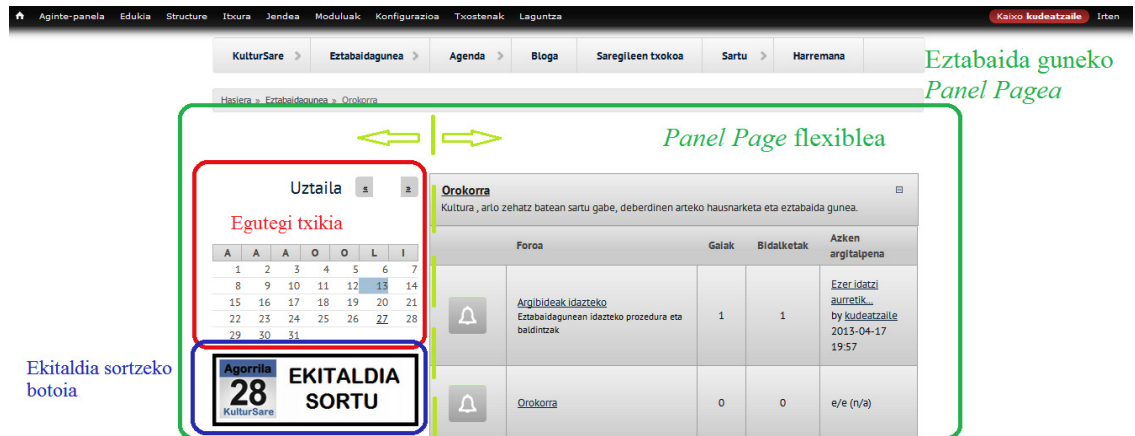 Aginte-panela Edukia Structure Itxura Jendea Moduluak Konfigurazioa Txostenak Laguntza Kaixo kudeatzaile Irten
KulturSare Eztabaidagunea Agenda Bloga Saregileen txokoa Sartu Harremana
Eztabaida guneko
Panel Pagea
Hasiera » Eztabaidagunea » Orokorra
Panel Page flexiblea
Uztaila « »
Egutegi txikia
A A A O O L I
1 2 3 4 5 6 7
8 9 10 11 12 13 14
15 16 17 18 19 20 21
22 23 24 25 26 27 28
29 30 31
Orokorra
Kultura , arlo zehatz batean sartu gabe, deberdinen arteko hausnarketa eta eztabaida gunea.
Foroa Gaiak Bidalketak Azken
argitalpena
Argibideak idazteko
Eztabaidagunean idazteko prozedura eta
baldintzak
1 1
Ezer idatzi
aurretik...
by kudeatzaile
2013-04-17
19:57
Orokorra 0 0 e/e (n/a)
Ekitaldia sortzeko
botoia
Agorrila
28
KulturSare
EKITALDIA
SORTU